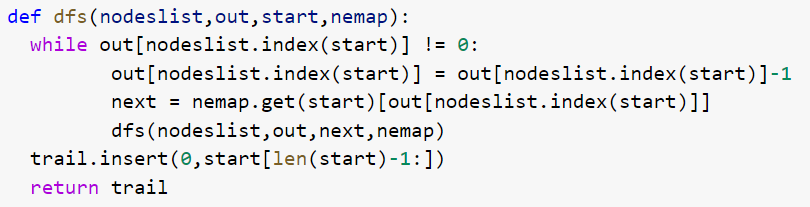 def dfs(nodeslist,out,start,nemap):
  while out[nodeslist.index(start)] != 0:
        out[nodeslist.index(start)] = out[nodeslist.index(start)]-1
        next = nemap.get(start)[out[nodeslist.index(start)]]
        dfs(nodeslist,out,next,nemap)
  trail.insert(0,start[len(start)-1:])
  return trail